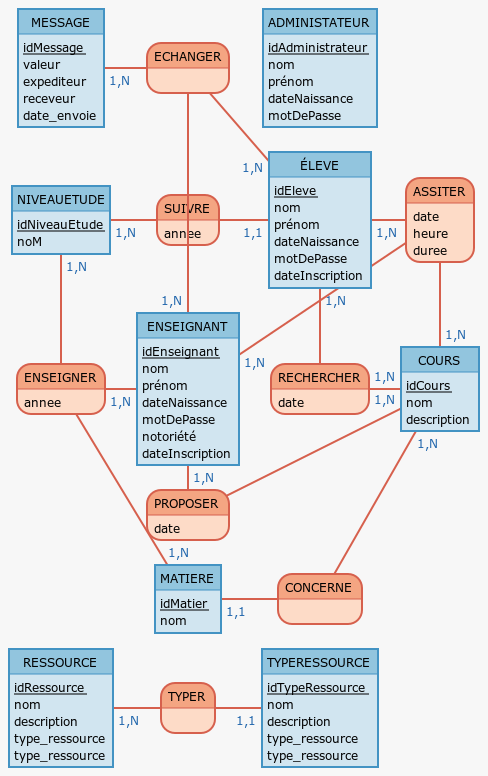 MESSAGE
idMessage
valeur
expediteur
receveur
date_envoie
1,N
ECHANGER
ADMINISTATEUR
idAdministrateur
nom
prénom
dateNaissance
motDePasse
1,N
NIVEAUETUDE
idNiveauEtude
noM
1,N
1,N
SUIVRE
annee
1,1
ÉLEVE
idEleve
nom
prénom
dateNaissance
motDePasse
dateInscription
1,N
1,N
ASSITER
date
heure
duree
1,N
1,N
ENSEIGNANT
idEnseignant
nom
prénom
dateNaissance
motDePasse
notoriété
dateInscription
1,N
1,N
1,N
ENSEIGNER
annee
RECHERCHER
date
1,N
1,N
COURS
idCours
nom
description
1,N
PROPOSER
date
1,N
MATIERE
idMatier
nom
1,1
CONCERNE
RESSOURCE
idRessource
nom
description
type_ressource
type_ressource
1,N
TYPER
1,1
TYPERESSOURCE
idTypeRessource
nom
description
type_ressource
type_ressource